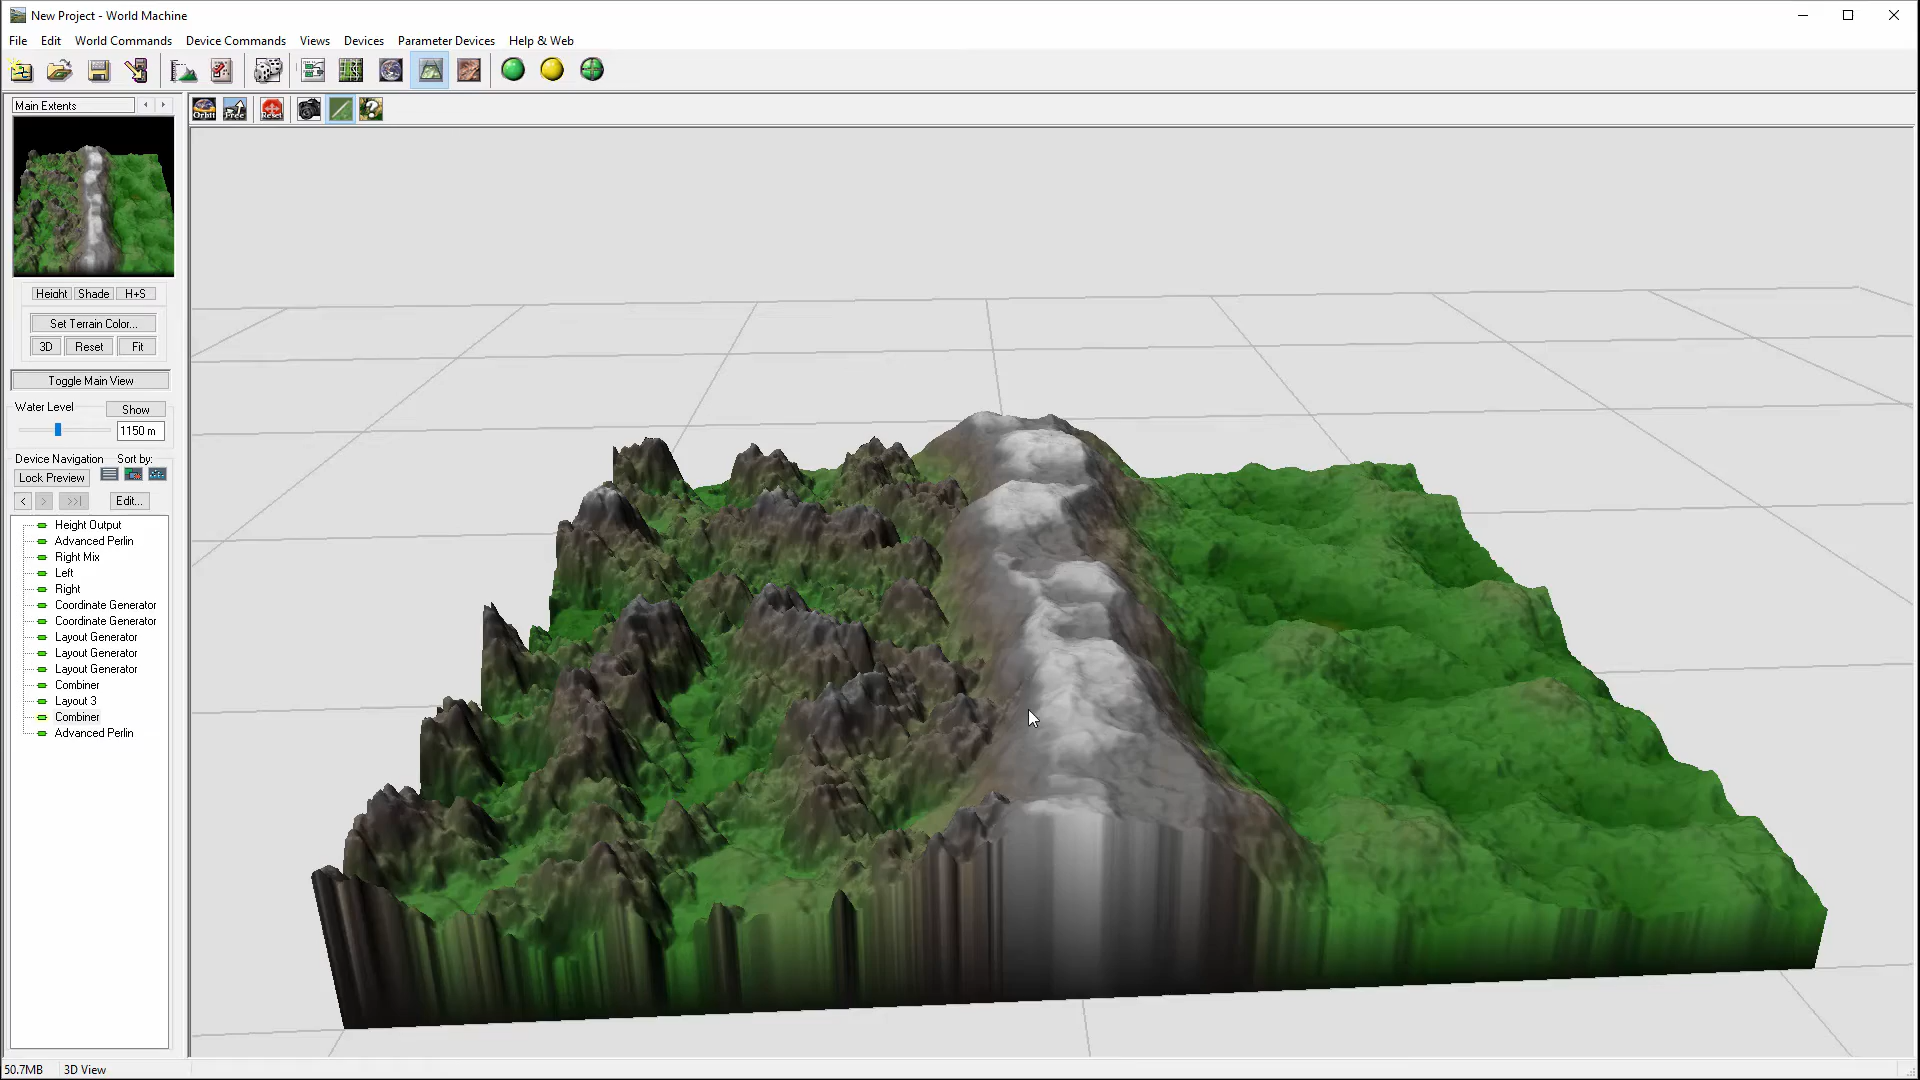 New Project - World Machine
File Edit World Commands Device Commands Views Devices Parameter Devices Help & Web
Main Extents
Orbit Free Reset
Height Shade H+S
Set Terrain Color...
3D Reset Fit
Toggle Main View
Water Level Show
1150 m
Device Navigation Sort by:
Lock Preview
< > >>| Edit...
Height Output
Advanced Perlin
Right Mix
Left
Right
Coordinate Generator
Coordinate Generator
Layout Generator
Layout Generator
Layout Generator
Combiner
Layout 3
Combiner
Advanced Perlin
50.7MB 3D View